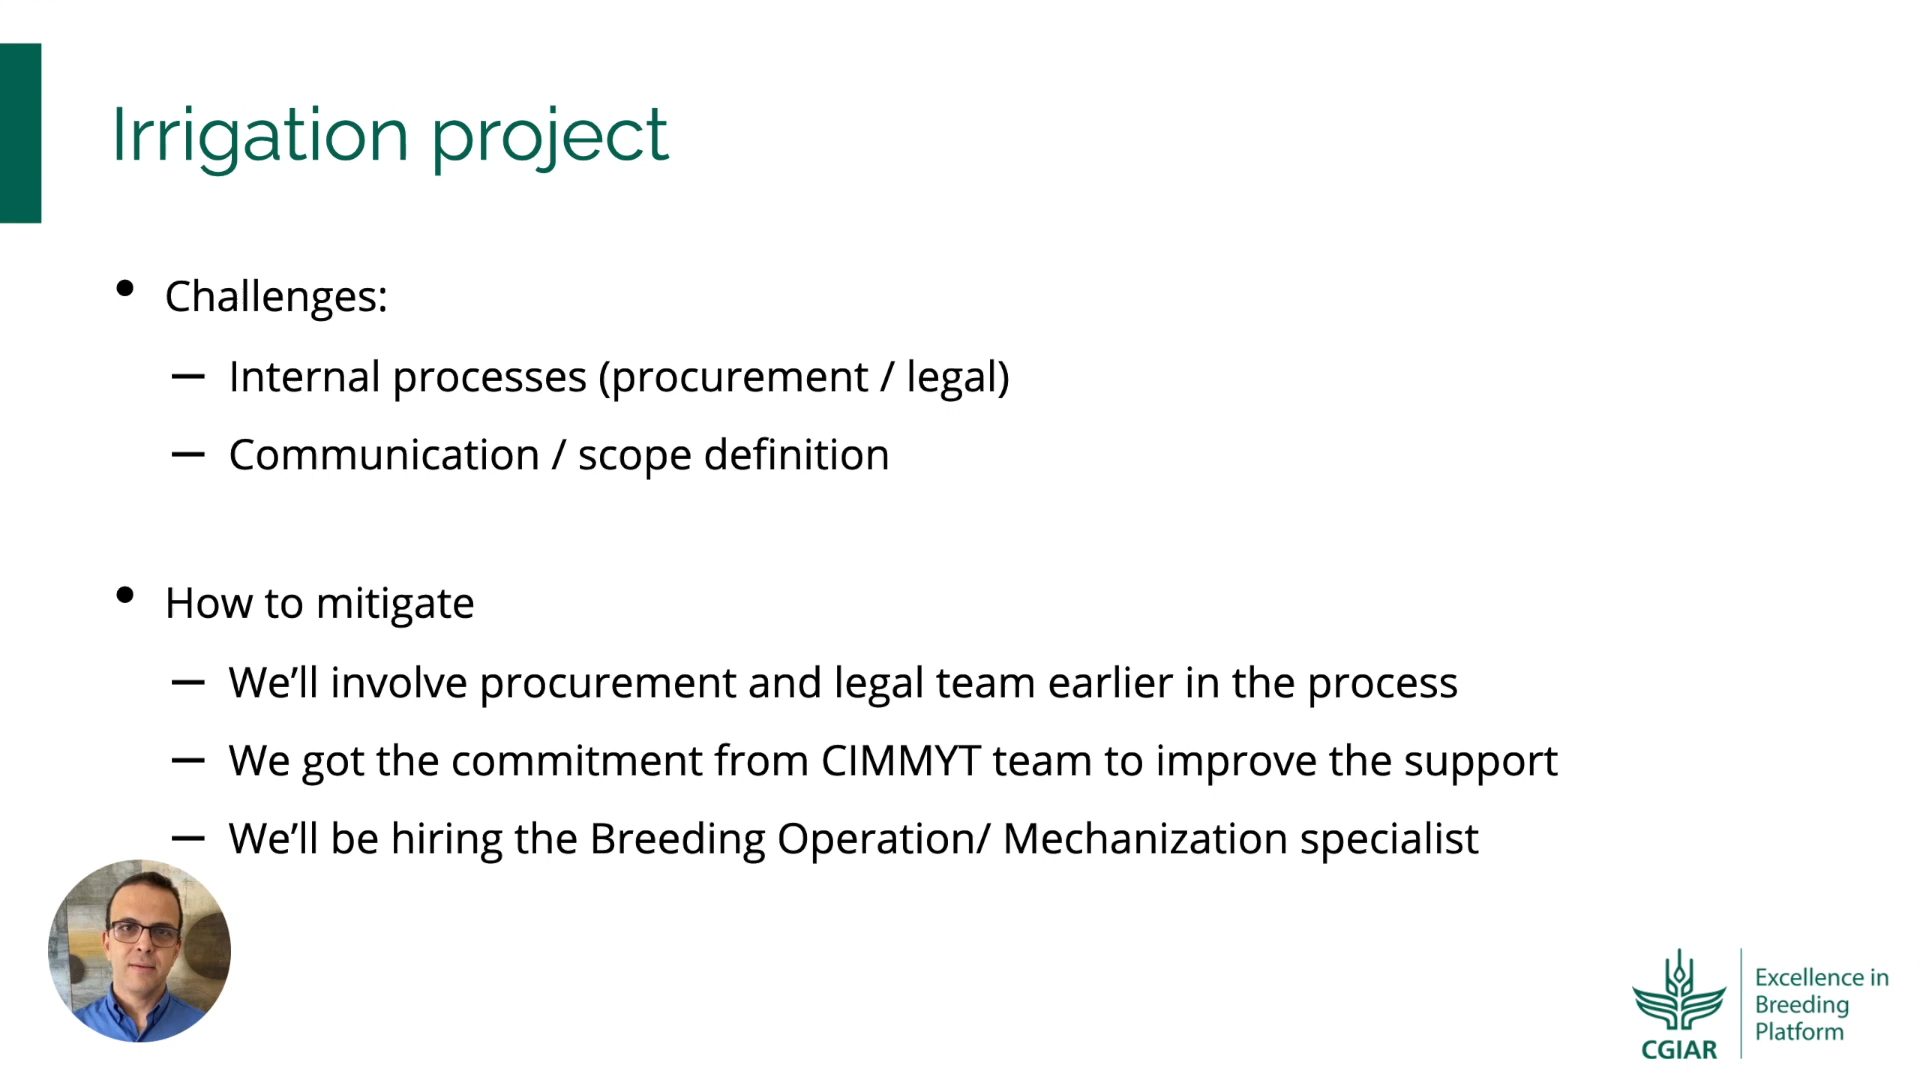 Irrigation project
• Challenges:
– Internal processes (procurement / legal)
– Communication / scope definition
• How to mitigate
– We’ll involve procurement and legal team earlier in the process
– We got the commitment from CIMMYT team to improve the support
– We’ll be hiring the Breeding Operation/ Mechanization specialist
CGIAR
Excellence in
Breeding
Platform